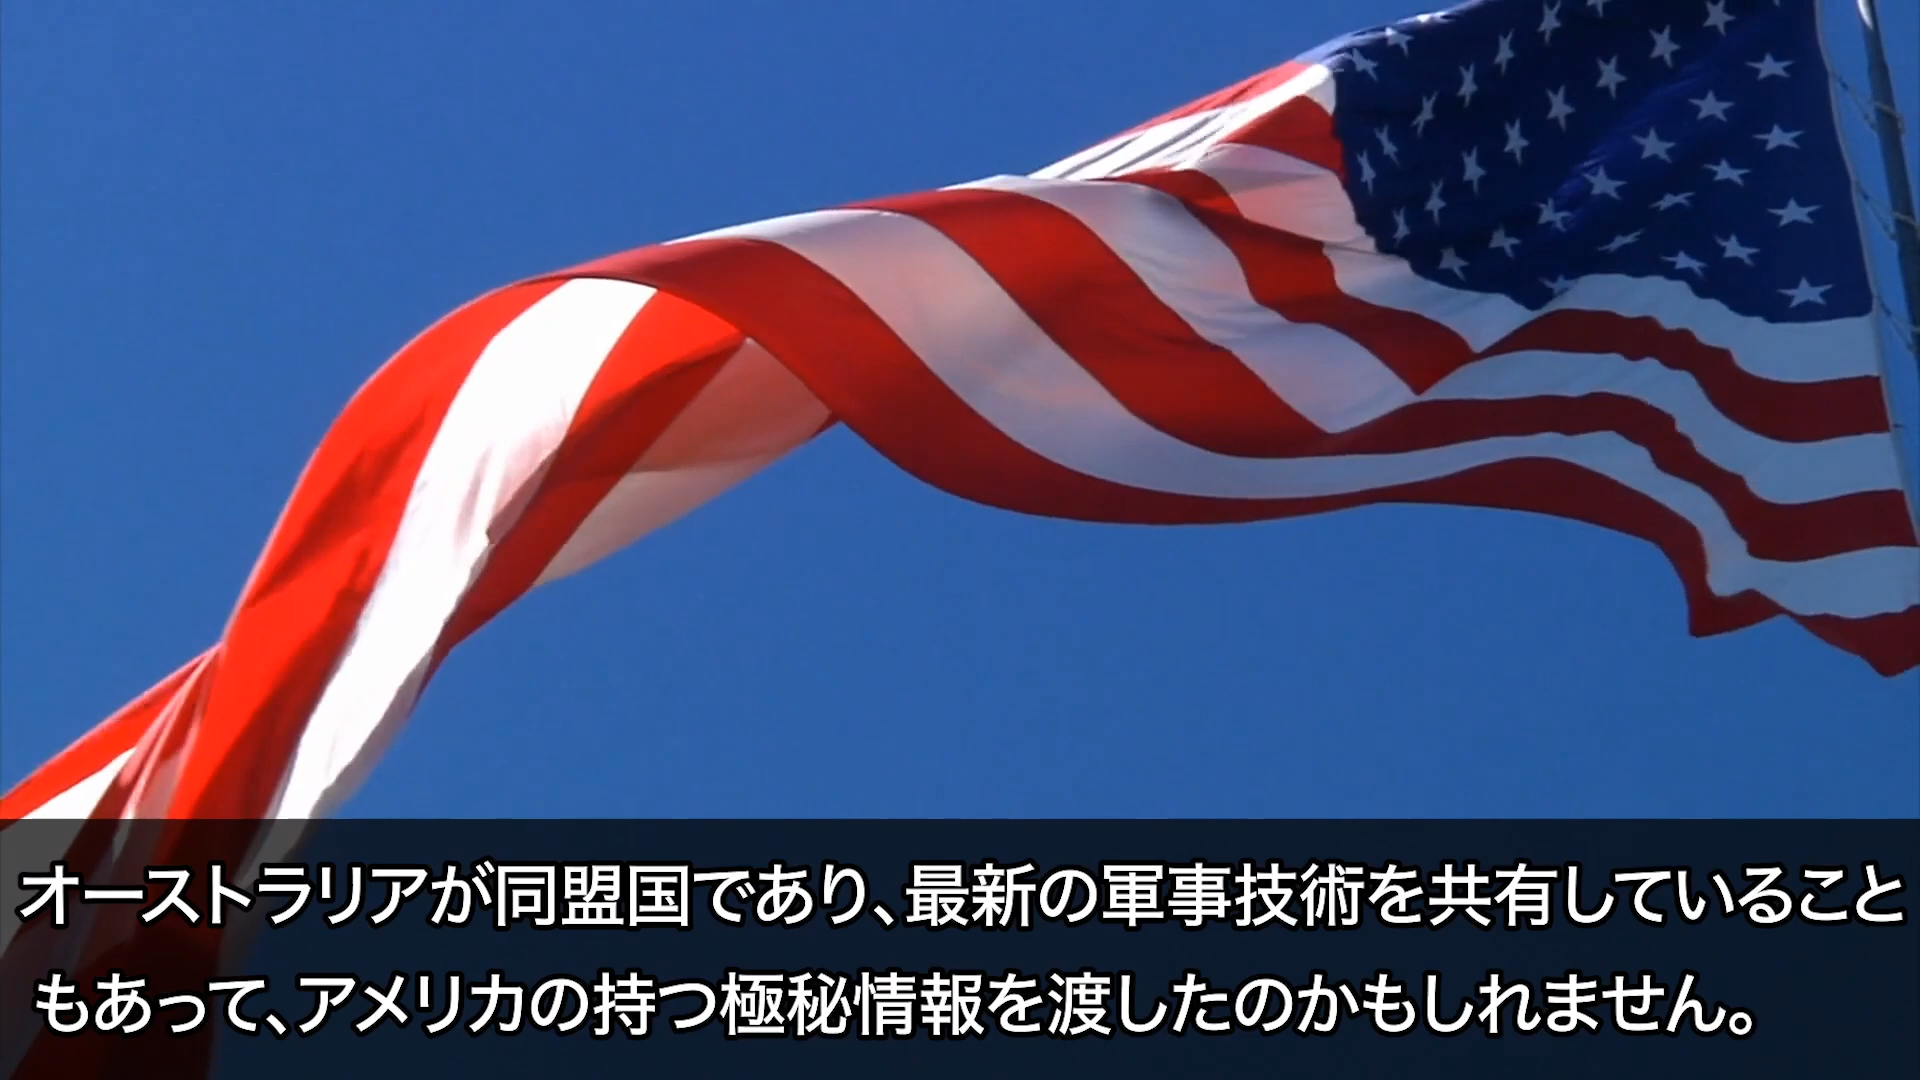 オーストラリアが同盟国であり、最新の軍事技術を共有していること
もあって、アメリカの持つ極秘情報を渡したのかもしれません。